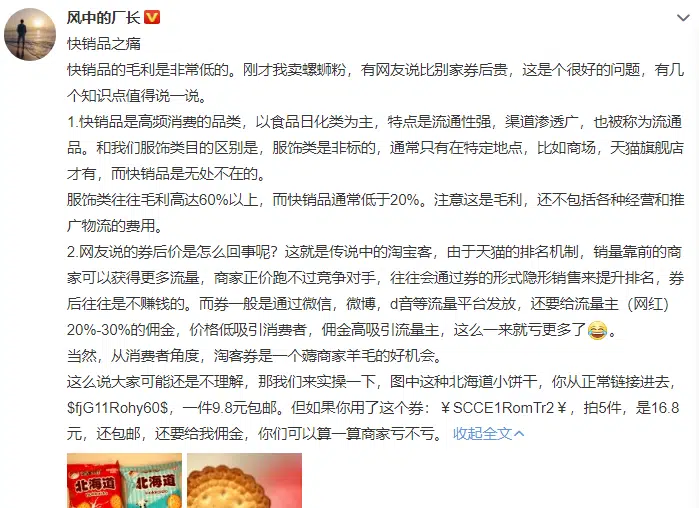 风中的厂长
快销品之痛
快销品的毛利是非常低的。刚才我卖螺蛳粉，有网友说比别家券后贵，这是个很好的问题，有几
个知识点值得说一说。
1.快销品是高频消费的品类，以食品日化类为主，特点是流通性强，渠道渗透广，也被称为流通
品。和我们服饰类目的区别是，服饰类是非标的，通常只有在特定地点，比如商场，天猫旗舰店
才有，而快销品是无处不在的。
服饰类往往毛利高达60%以上，而快销品通常低于20%。注意这是毛利，还不包括各种经营和推
广物流的费用。
2.网友说的券后价是怎么回事呢？这就是传说中的淘宝客，由于天猫的排名机制，销量靠前的商
家可以获得更多流量，商家正价跑不过竞争对手，往往会通过券的形式隐形销售来提升排名，券
后往往是不赚钱的。而券一般是通过微信，微博，d音等流量平台发放，还要给流量主（网红）
20%-30%的佣金，价格低吸引消费者，佣金高吸引流量主，这么一来就亏更多了😂。
当然，从消费者角度，淘客券是一个薅商家羊毛的好机会。
这么说大家可能还是不理解，那我们来实操一下，图中这种北海道小饼干，你从正常链接进去，
$fjG11Rohy60$，一件9.8元包邮。但如果你用了这个券：￥SCCE1RomTr2￥，拍5件，是16.8
元，还包邮，还要给我佣金，你们可以算一算商家亏不亏。 收起全文
北海道
北海道